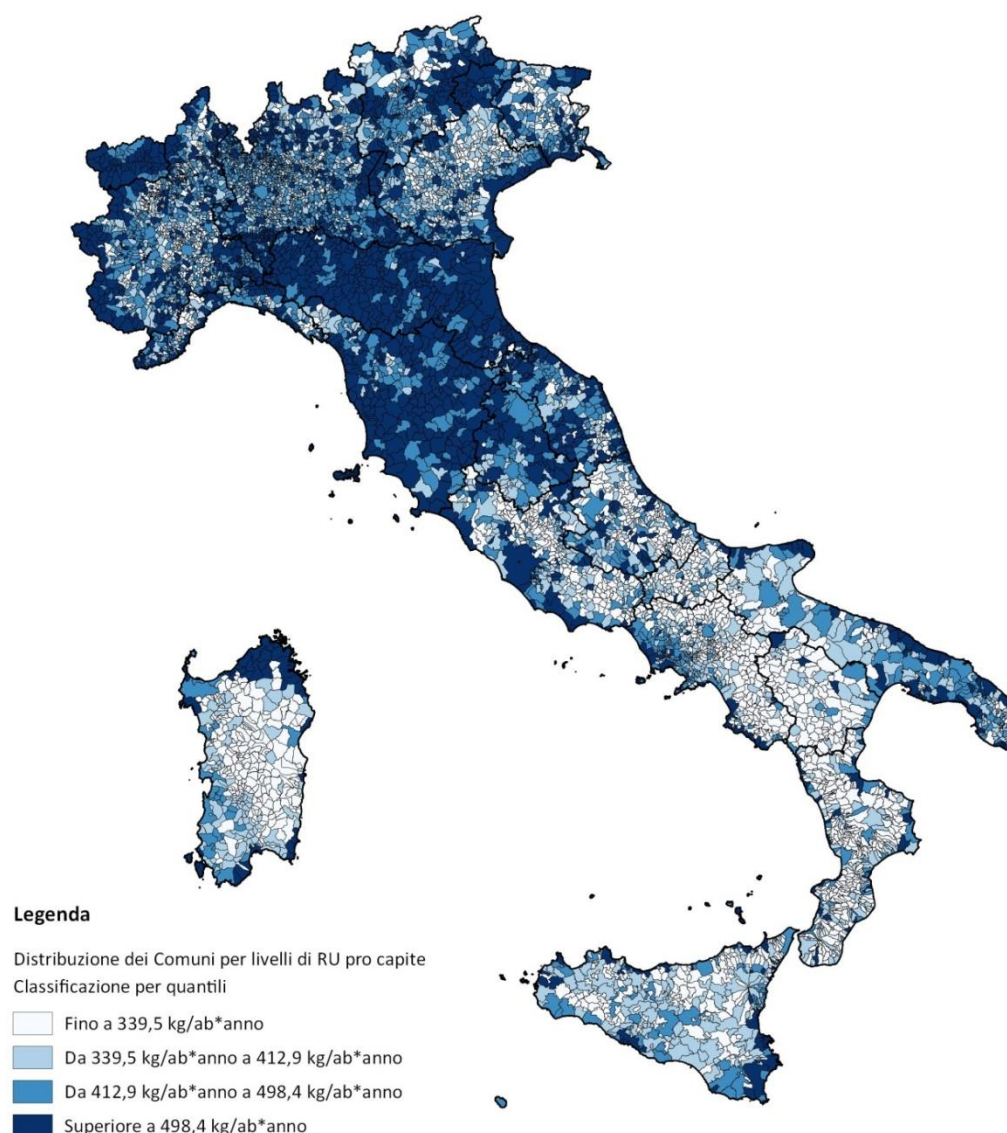 Legenda
Distribuzione dei Comuni per livelli di RU pro capite
Classificazione per quantili
Fino a 339,5 kg/ab*anno
Da 339,5 kg/ab*anno a 412,9 kg/ab*anno
Da 412,9 kg/ab*anno a 498,4 kg/ab*anno
Superiore a 498,4 kg/ab*anno